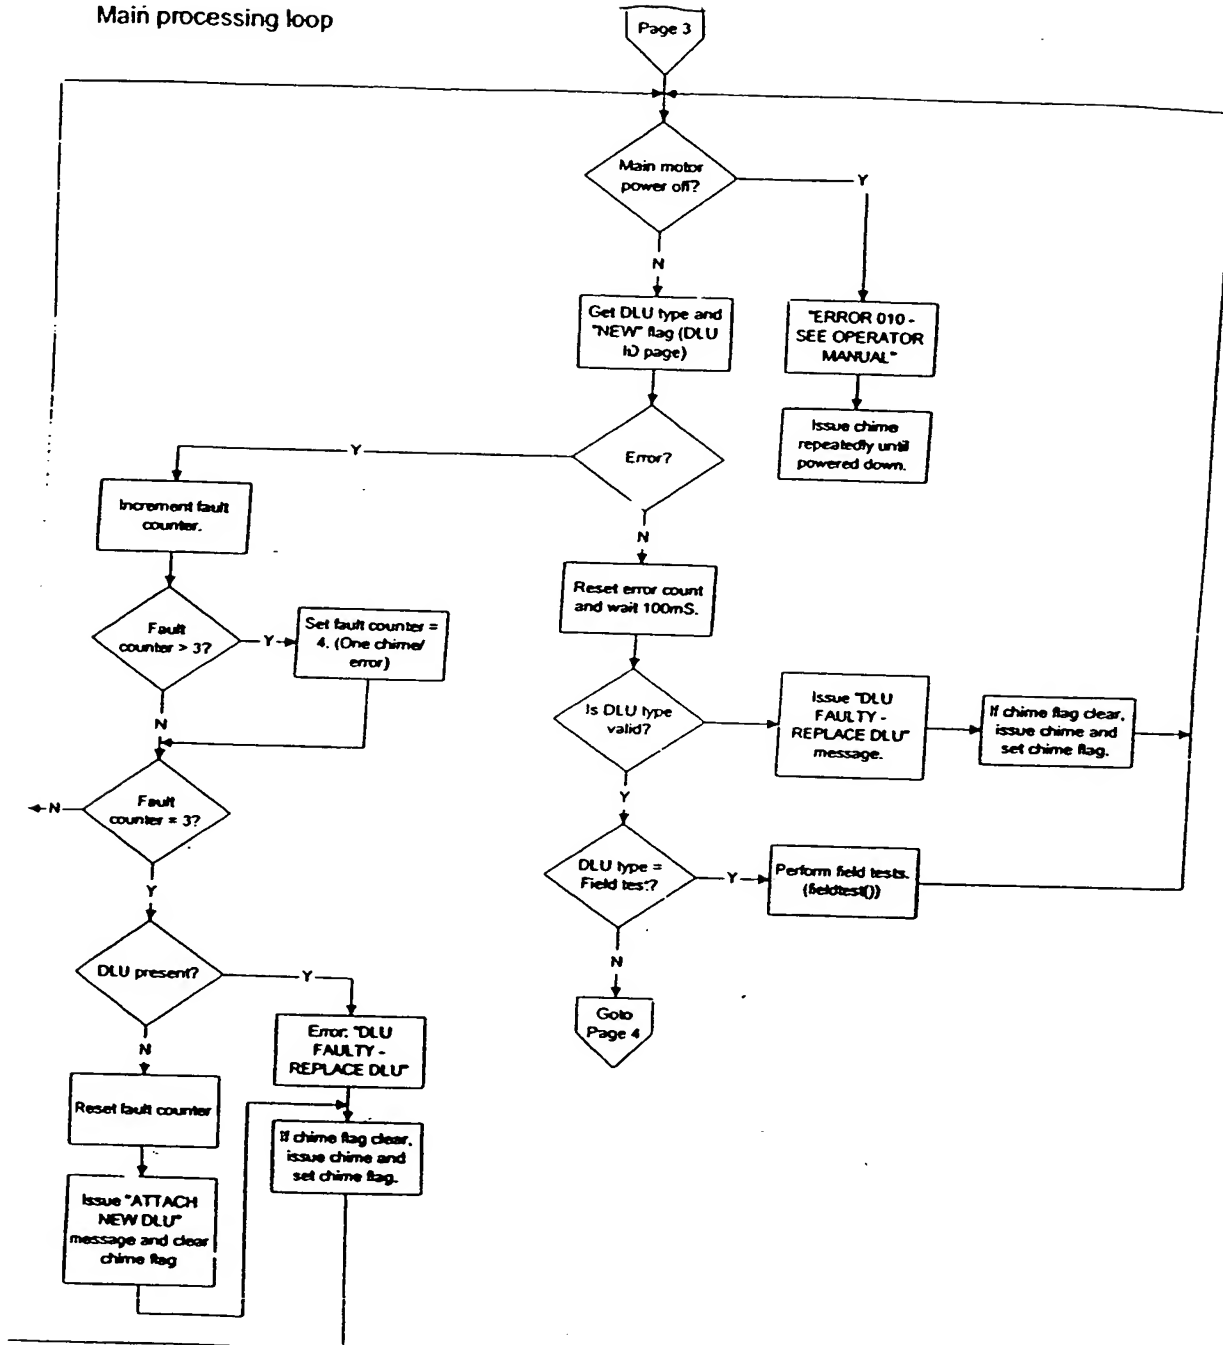 Main processing loop
Page 3
Main motor
power off?
Y
N
Get DLU type and
"NEW" flag (DLU
ID page)
"ERROR 010 -
SEE OPERATOR
MANUAL"
Issue chime
repeatedly until
powered down.
Error?
Y
N
Increment fault
counter.
Reset error count
and wait 100mS.
Fault
counter > 3?
Y
Set fault counter =
4. (One chime/
error)
N
Is DLU type
valid?
Issue "DLU
FAULTY -
REPLACE DLU"
message.
If chime flag clear,
issue chime and
set chime flag.
Y
Fault
counter = 3?
N
Y
DLU type =
Field test?
Y
Perform field tests.
(fieldtest())
N
Goto
Page 4
DLU present?
Y
N
Error: "DLU
FAULTY -
REPLACE DLU"
Reset fault counter
If chime flag clear,
issue chime and
set chime flag.
Issue "ATTACH
NEW DLU"
message and clear
chime flag